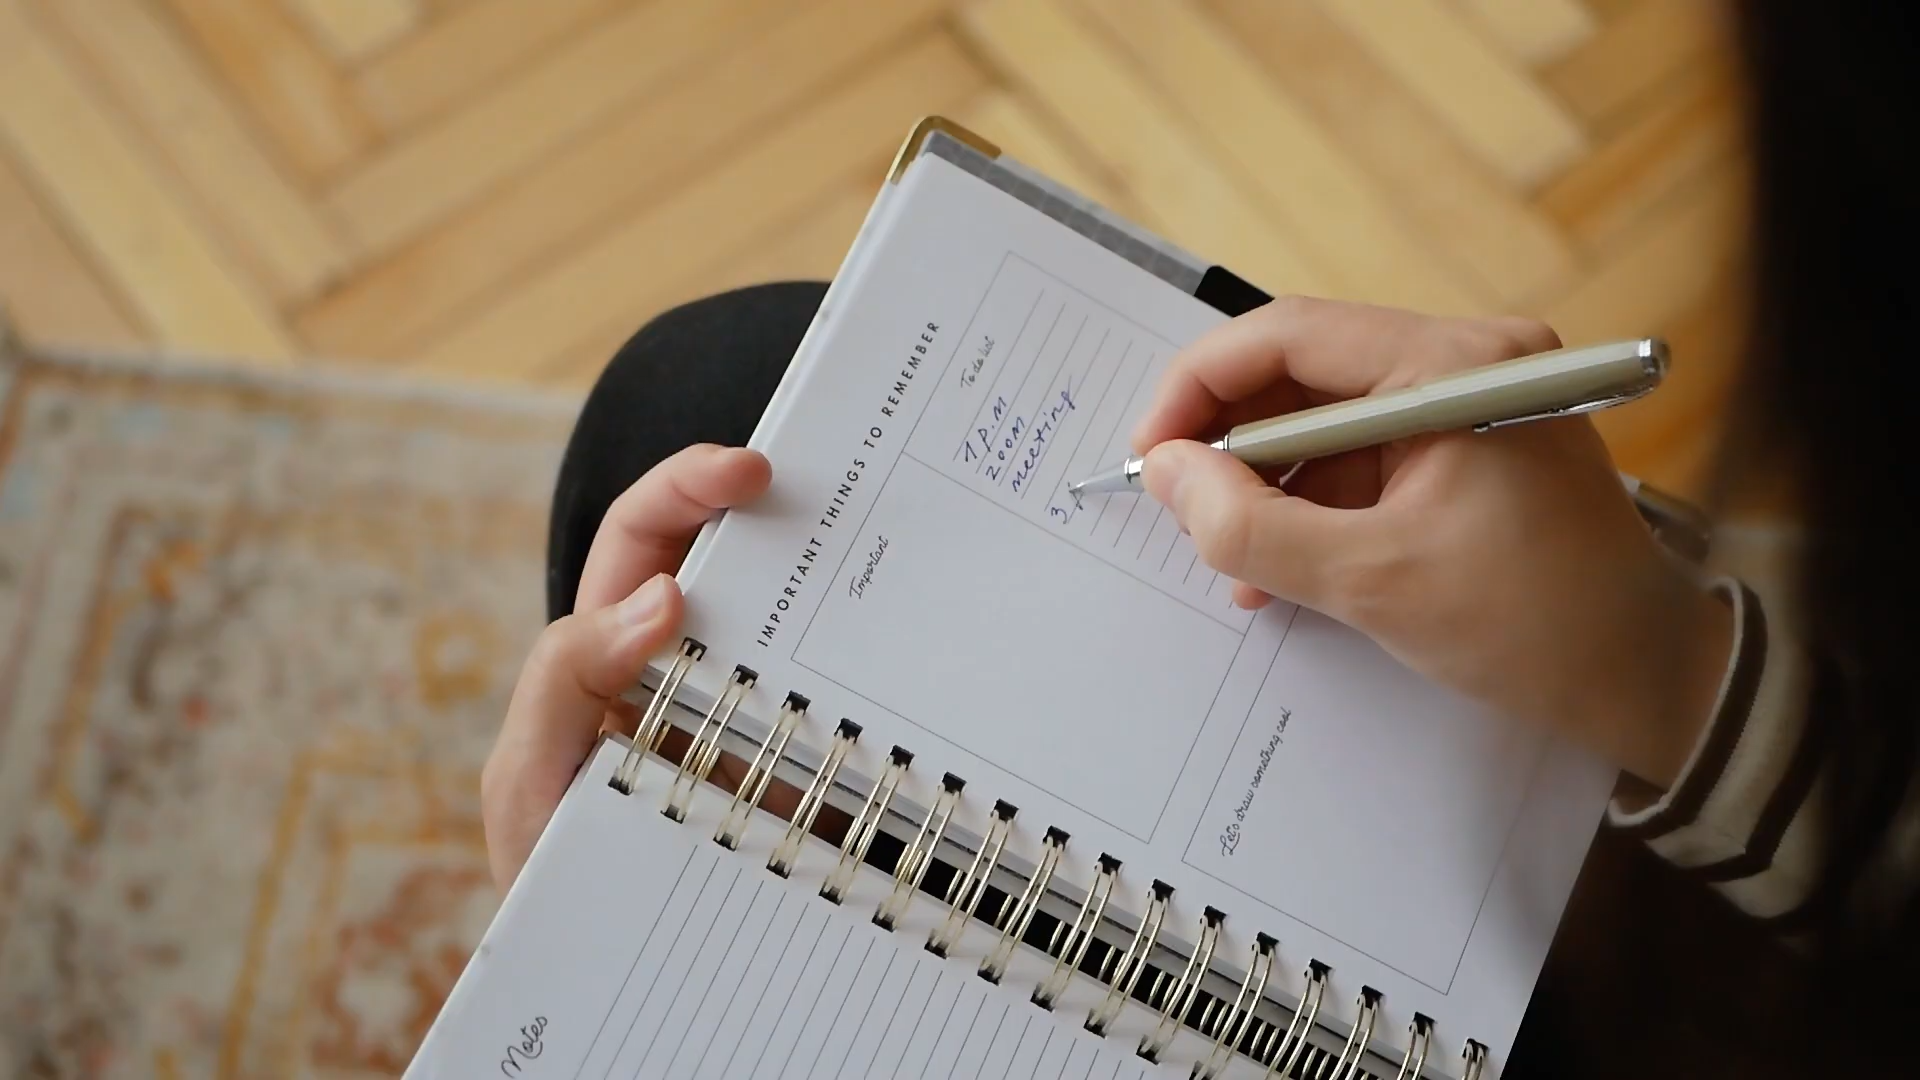 IMPORTANT THINGS TO REMEMBER
To do list
1 P.M
ZOOM
meeting
3
Important
Let's draw something cool
Notes